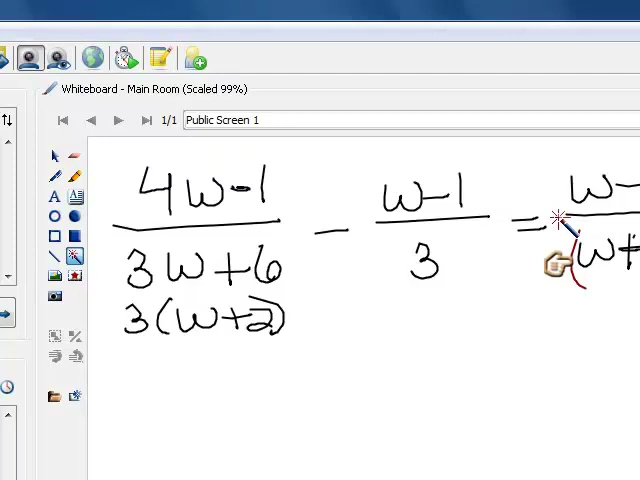 Whiteboard - Main Room (Scaled 99%)
1/1 Public Screen 1
4w-1 w-1 w-
— - — = —
3w+6 3 (w+
3(w+2)